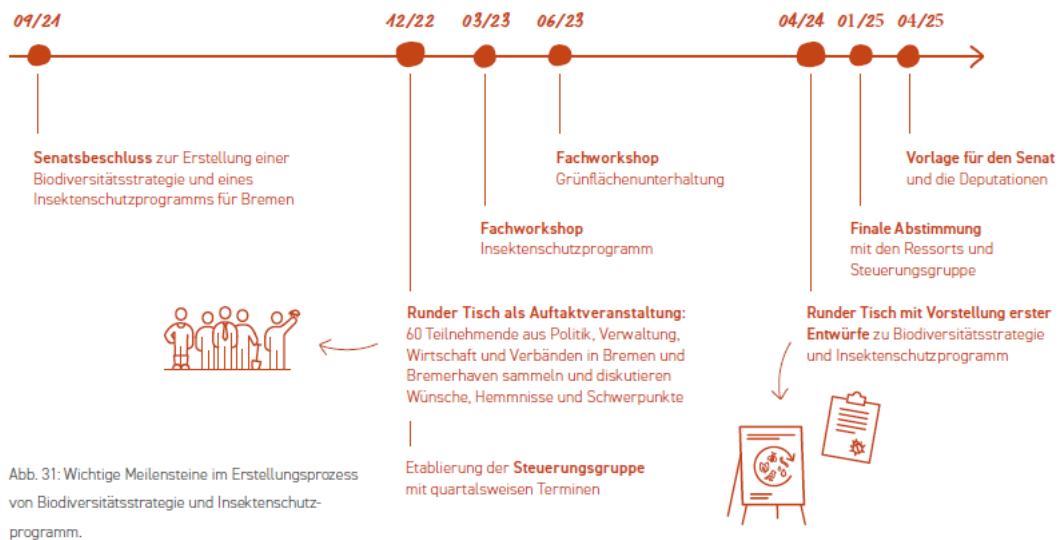 09/21
12/22
03/23
06/23
04/24
01/25
04/25
Senatsbeschluss zur Erstellung einer
Biodiversitätsstrategie und eines
Insektenschutzprogramms für Bremen
Fachworkshop
Grünflächenunterhaltung
Vorlage für den Senat
und die Deputationen
Fachworkshop
Insektenschutzprogramm
Finale Abstimmung
mit den Ressorts und
Steuerungsgruppe
Runder Tisch als Auftaktveranstaltung:
60 Teilnehmende aus Politik, Verwaltung,
Wirtschaft und Verbänden in Bremen und
Bremerhaven sammeln und diskutieren
Wünsche, Hemmnisse und Schwerpunkte
Runder Tisch mit Vorstellung erster
Entwürfe zu Biodiversitätsstrategie
und Insektenschutzprogramm
Etablierung der Steuerungsgruppe
mit quartalsweisen Terminen
Abb. 31: Wichtige Meilensteine im Erstellungsprozess
von Biodiversitätsstrategie und Insektenschutz-
programm.